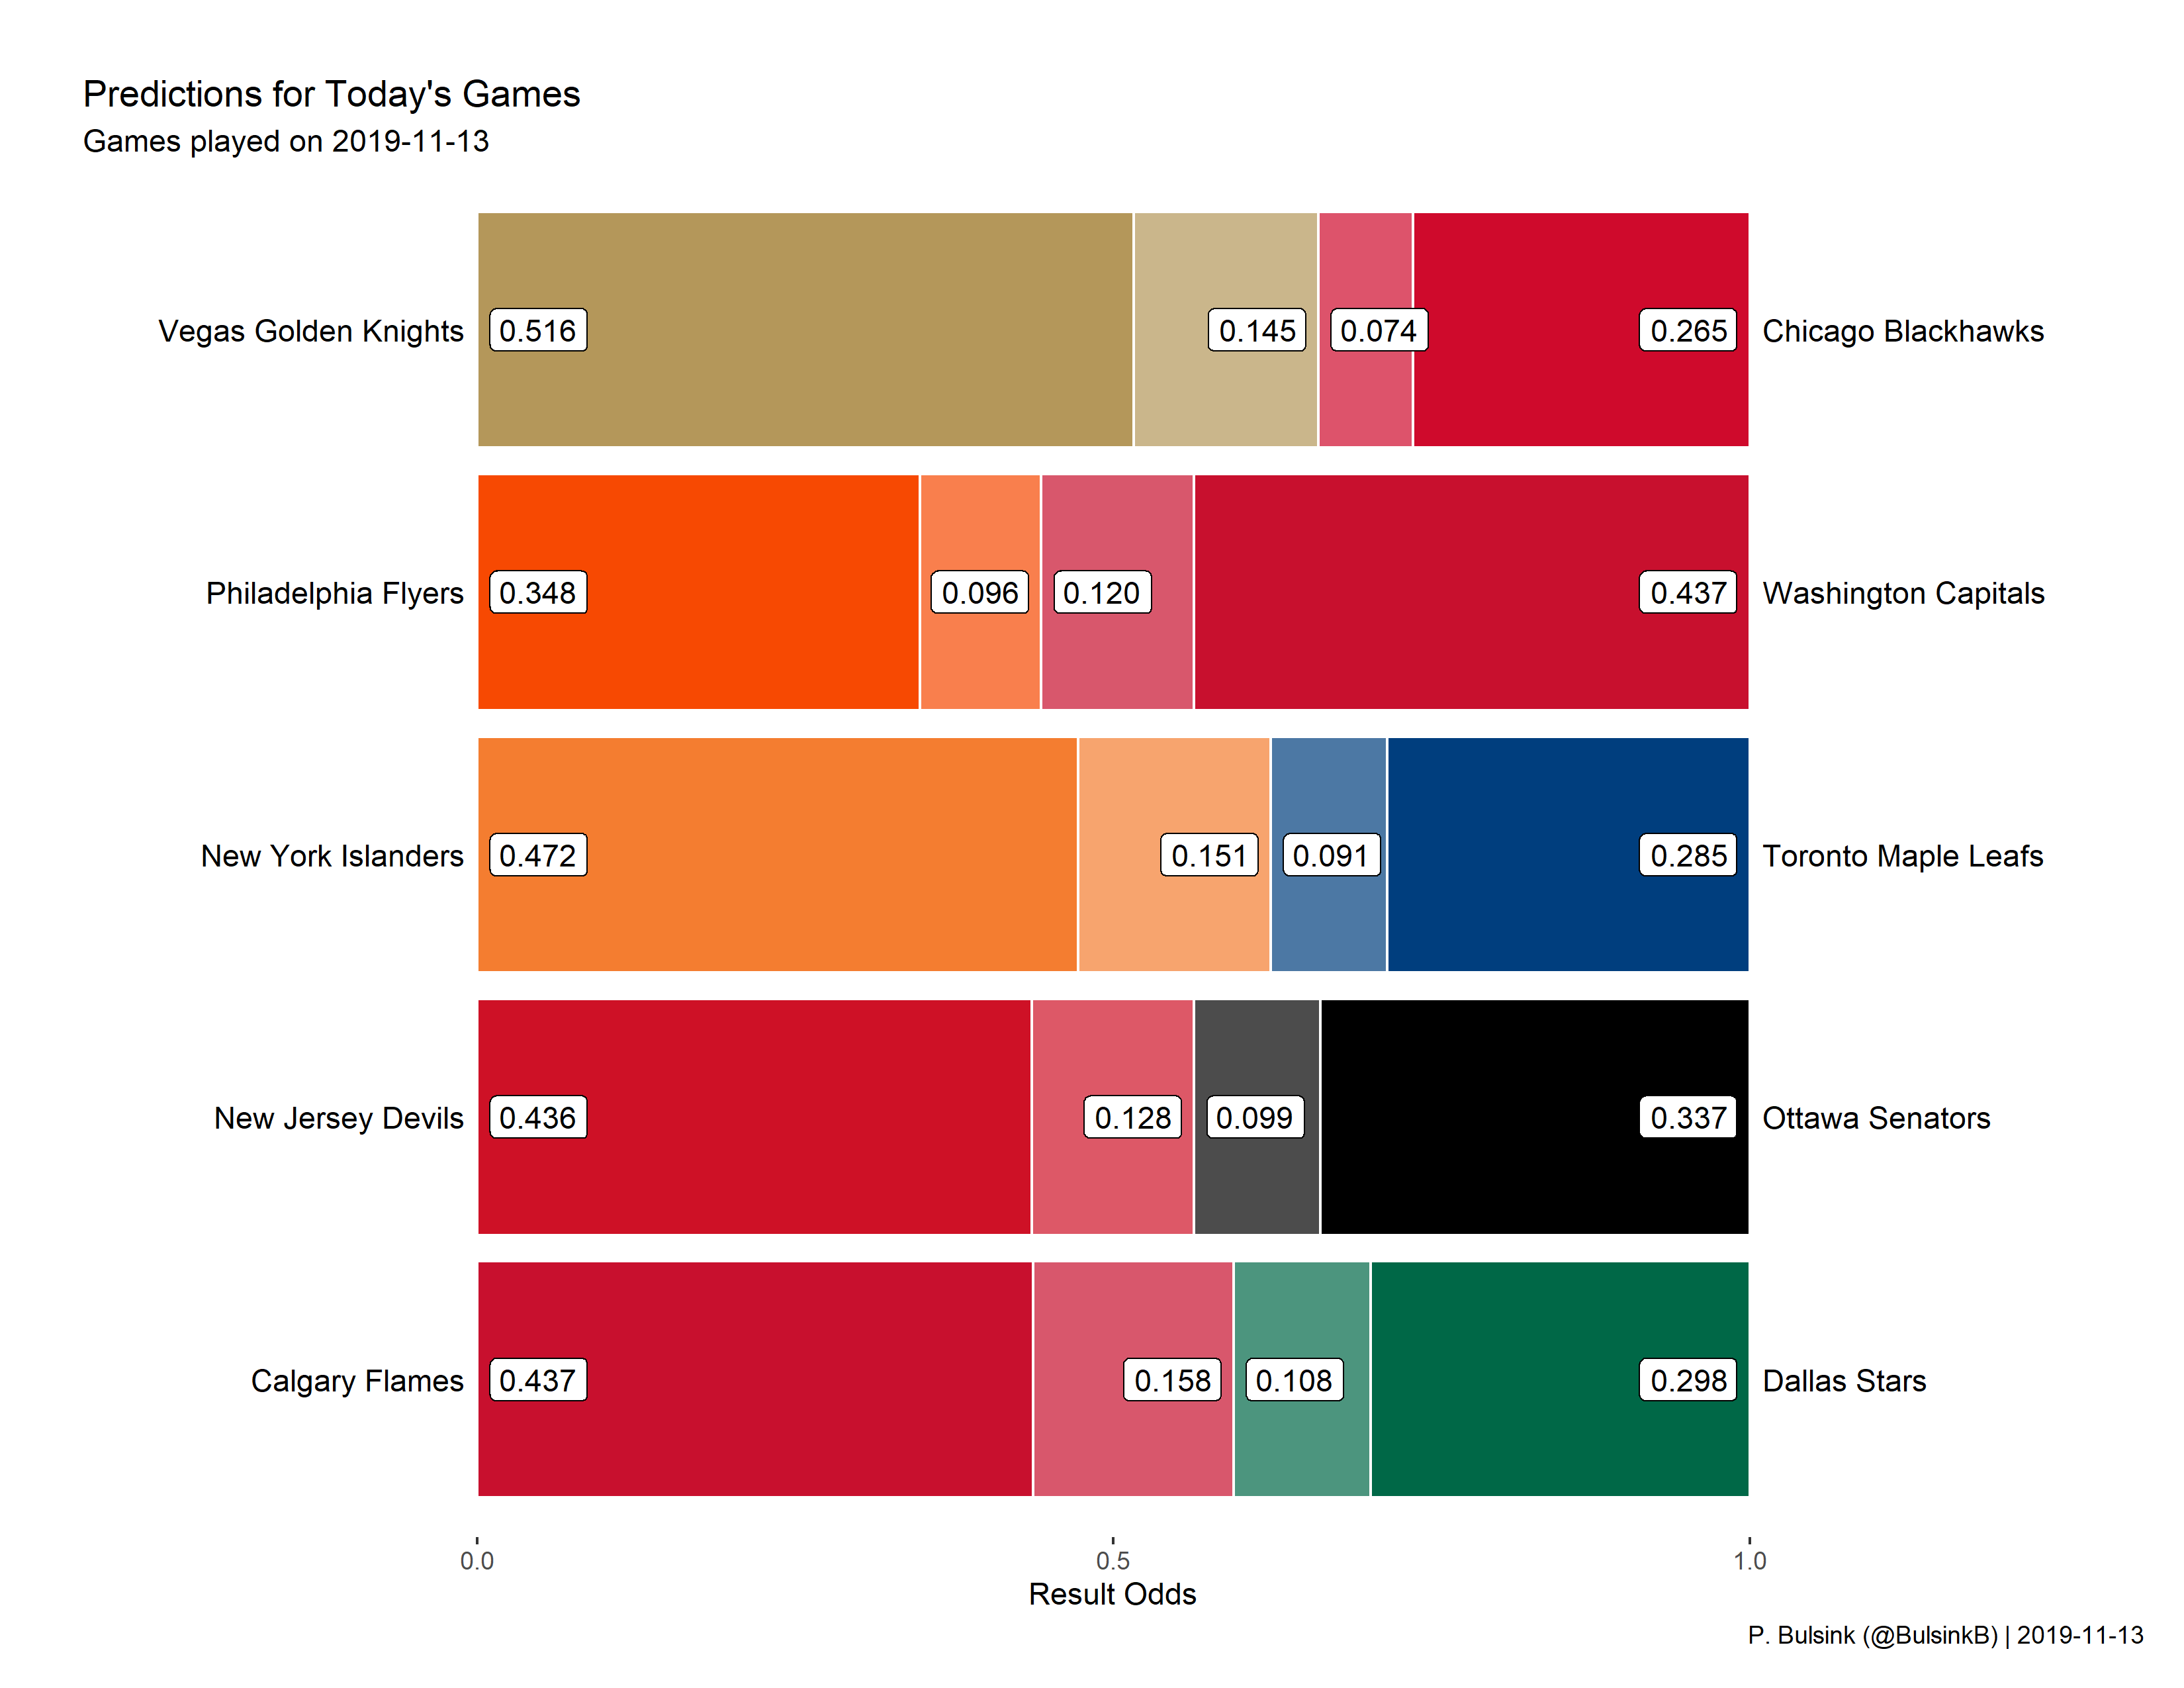 Predictions for Today's Games
Games played on 2019-11-13
Vegas Golden Knights 0.516 0.145 0.074 0.265 Chicago Blackhawks
Philadelphia Flyers 0.348 0.096 0.120 0.437 Washington Capitals
New York Islanders 0.472 0.151 0.091 0.285 Toronto Maple Leafs
New Jersey Devils 0.436 0.128 0.099 0.337 Ottawa Senators
Calgary Flames 0.437 0.158 0.108 0.298 Dallas Stars
0.0 0.5 1.0
Result Odds
P. Bulsink (@BulsinkB) | 2019-11-13